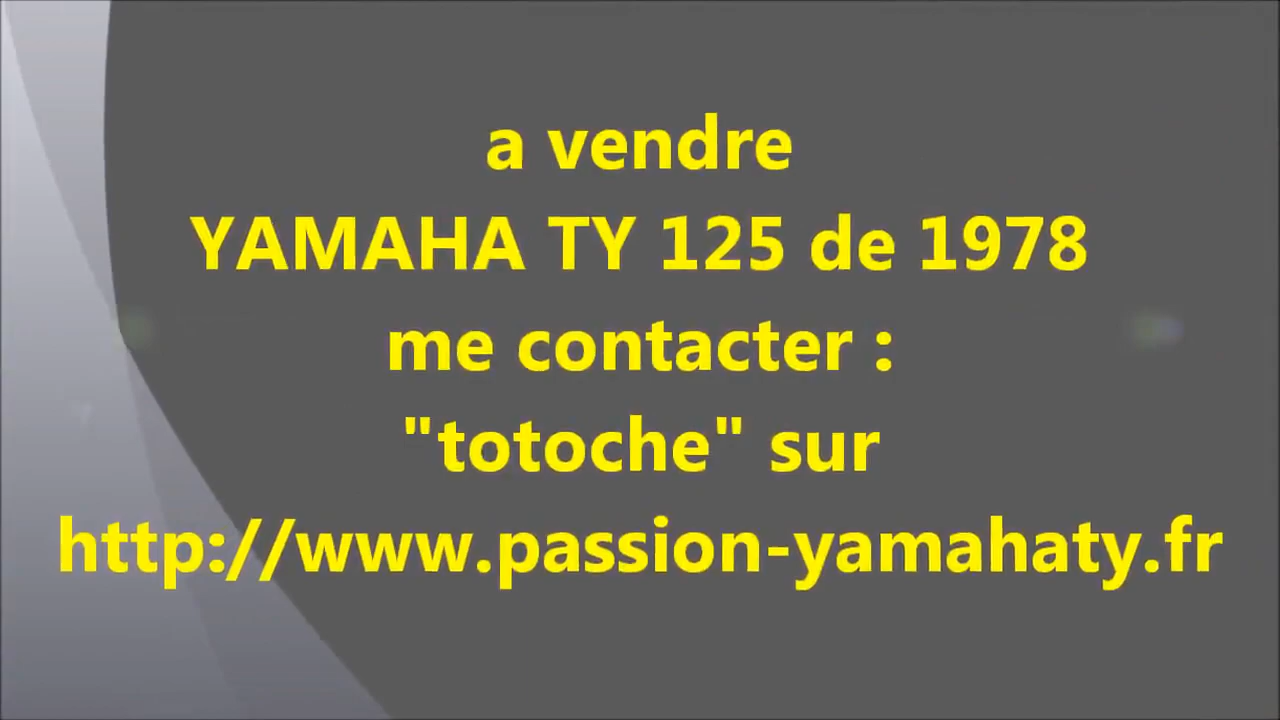 a vendre
YAMAHA TY 125 de 1978
me contacter :
"totoche" sur
http://www.passion-yamahaty.fr